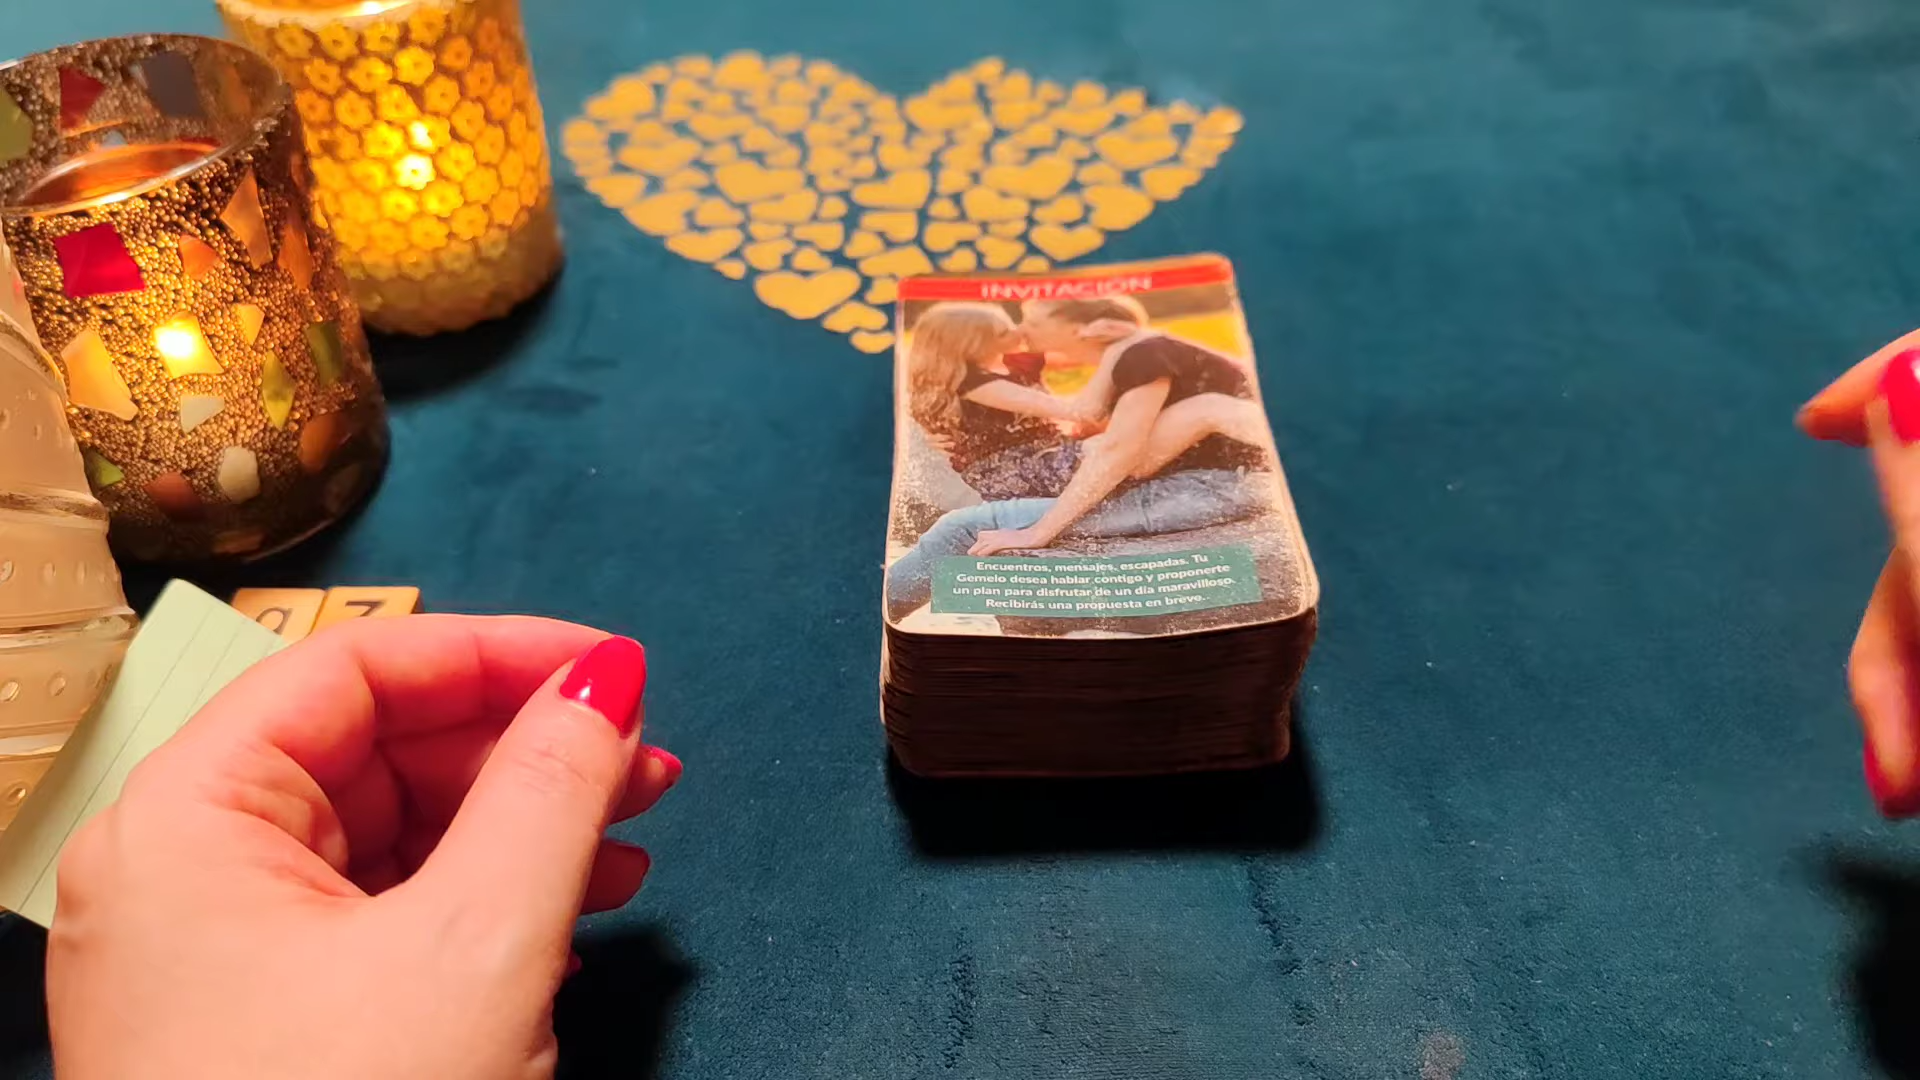 INVITACIÓN
Encuentros, mensajes, escapadas. Tu
Gemelo desea hablar contigo y proponerte
un plan para disfrutar de un día maravilloso.
Recibirás una propuesta en breve.